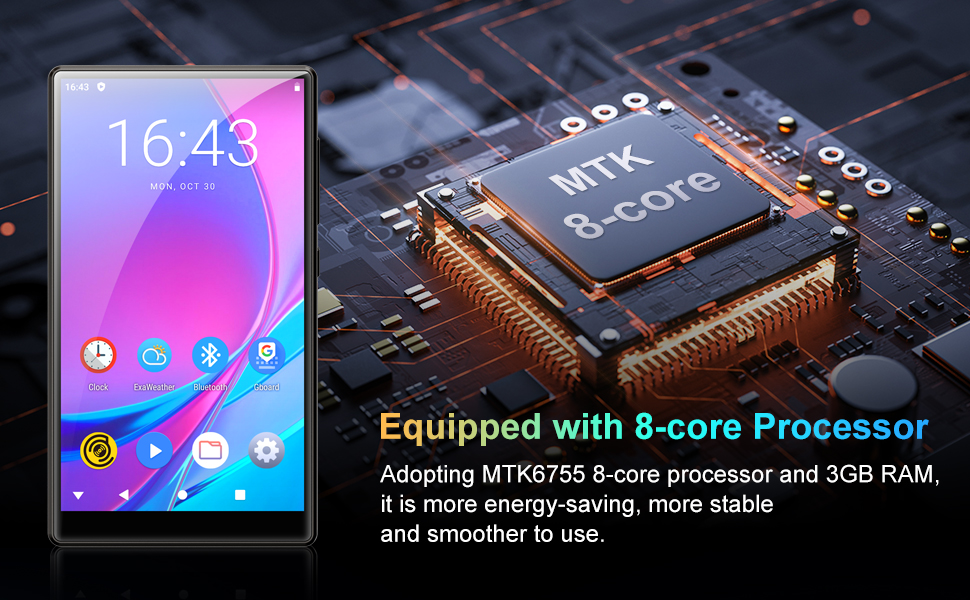 16:43
16:43
MON, OCT 30
Clock
ExaWeather
Bluetooth
Gboard
MTK
8-core
Equipped with 8-core Processor
Adopting MTK6755 8-core processor and 3GB RAM,
it is more energy-saving, more stable
and smoother to use.